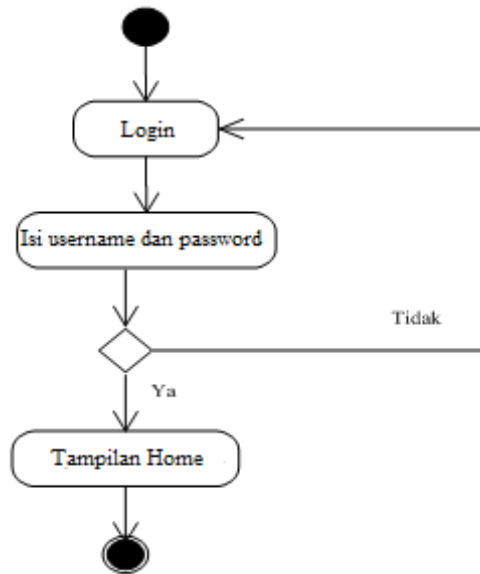 Login
Isi username dan password
Tidak
Ya
Tampilan Home